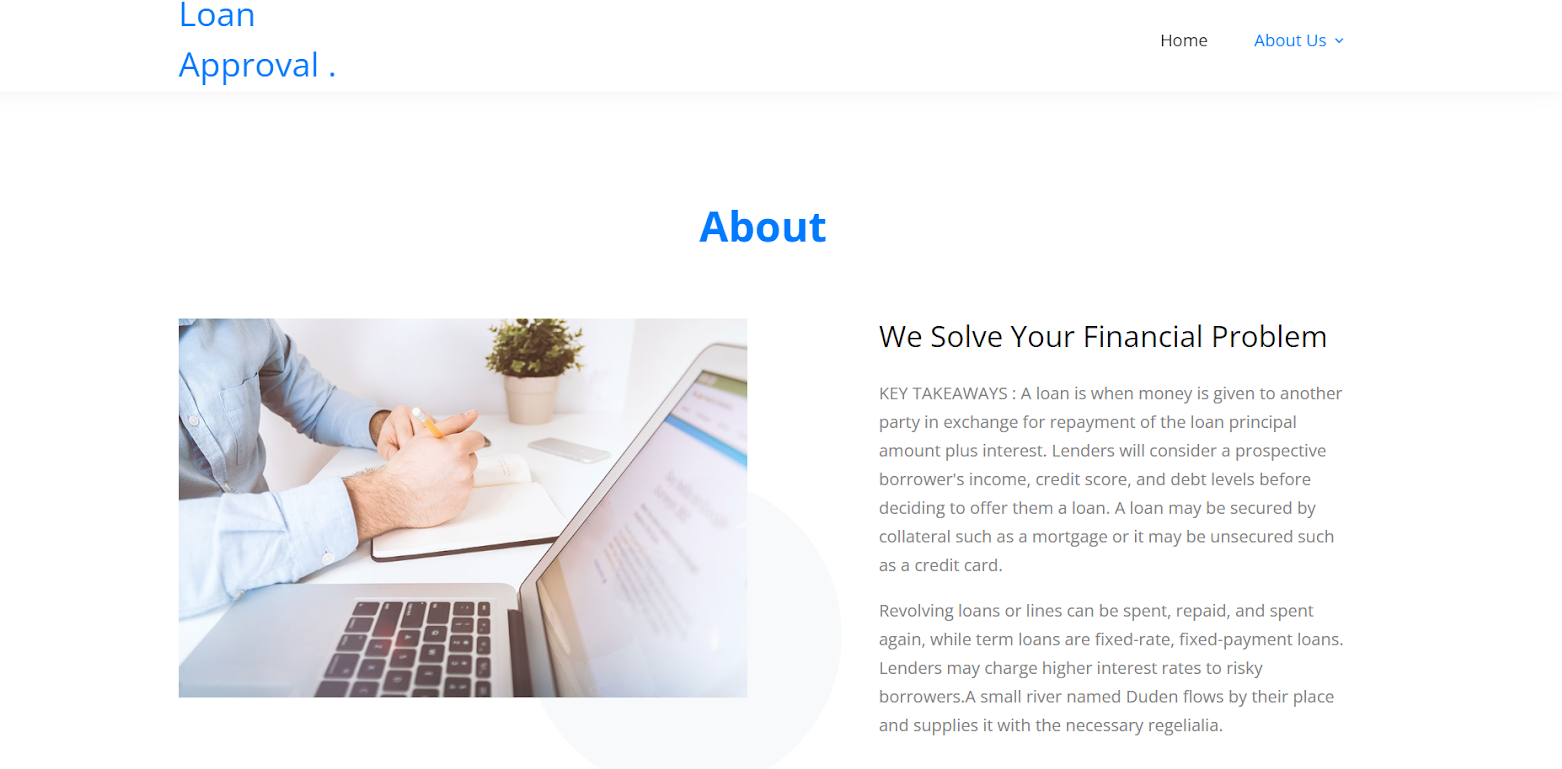 Loan
Approval .
Home
About Us
About
We Solve Your Financial Problem
KEY TAKEAWAYS : A loan is when money is given to another
party in exchange for repayment of the loan principal
amount plus interest. Lenders will consider a prospective
borrower's income, credit score, and debt levels before
deciding to offer them a loan. A loan may be secured by
collateral such as a mortgage or it may be unsecured such
as a credit card.
Revolving loans or lines can be spent, repaid, and spent
again, while term loans are fixed-rate, fixed-payment loans.
Lenders may charge higher interest rates to risky
borrowers.A small river named Duden flows by their place
and supplies it with the necessary regelialia.